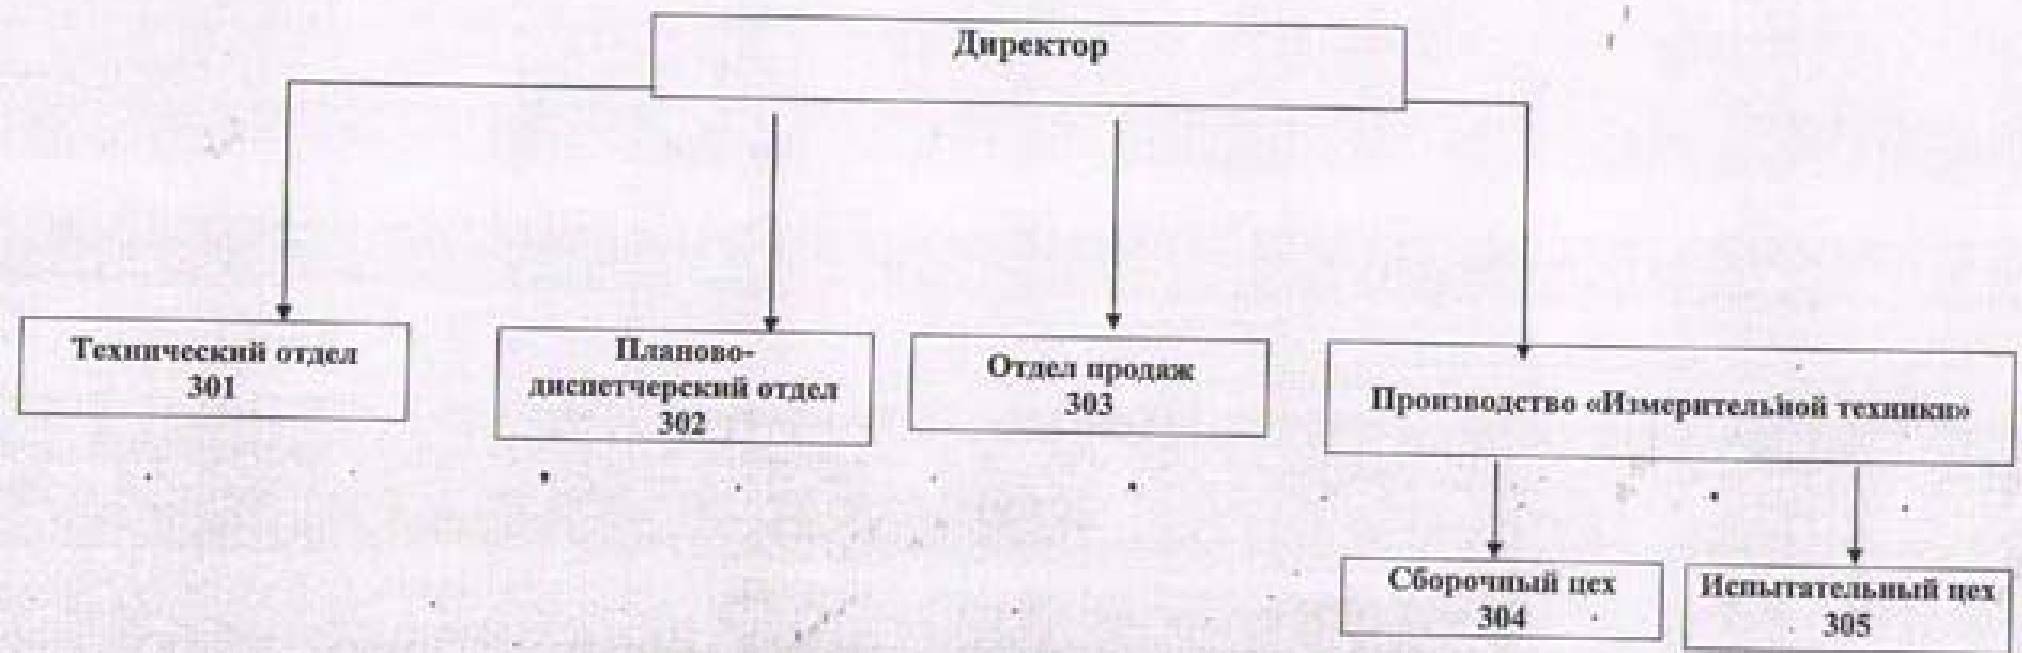 Директор
Технический отдел
301
Планово-
диспетчерский отдел
302
Отдел продаж
303
Производство «Измерительной техники»
Сборочный цех
304
Испытательный цех
305